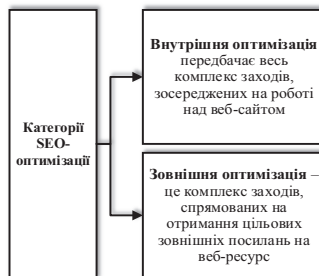 Категорії
SEO-
оптимізації
Внутрішня оптимізація
передбачає весь
комплекс заходів,
зосереджених на роботі
над веб-сайтом
Зовнішня оптимізація –
це комплекс заходів,
спрямованих на
отримання цільових
зовнішніх посилань на
веб-ресурс